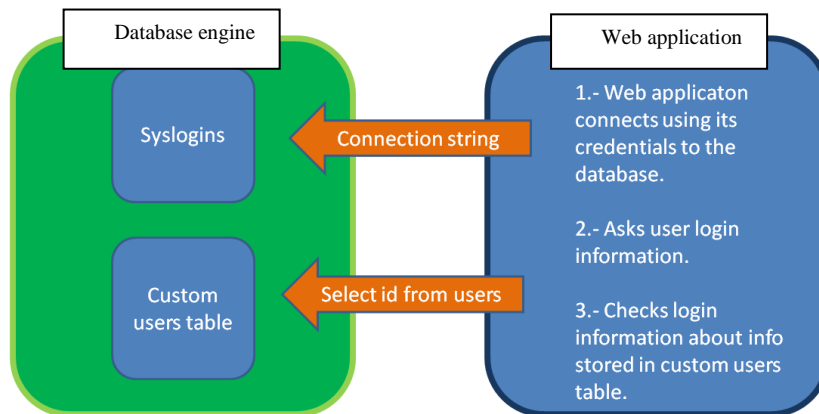 Database engine
Web application
Syslogins
Connection string
Custom
users table
Select id from users
1.- Web applicaton
connects using its
credentials to the
database.
2.- Asks user login
information.
3.- Checks login
information about info
stored in custom users
table.